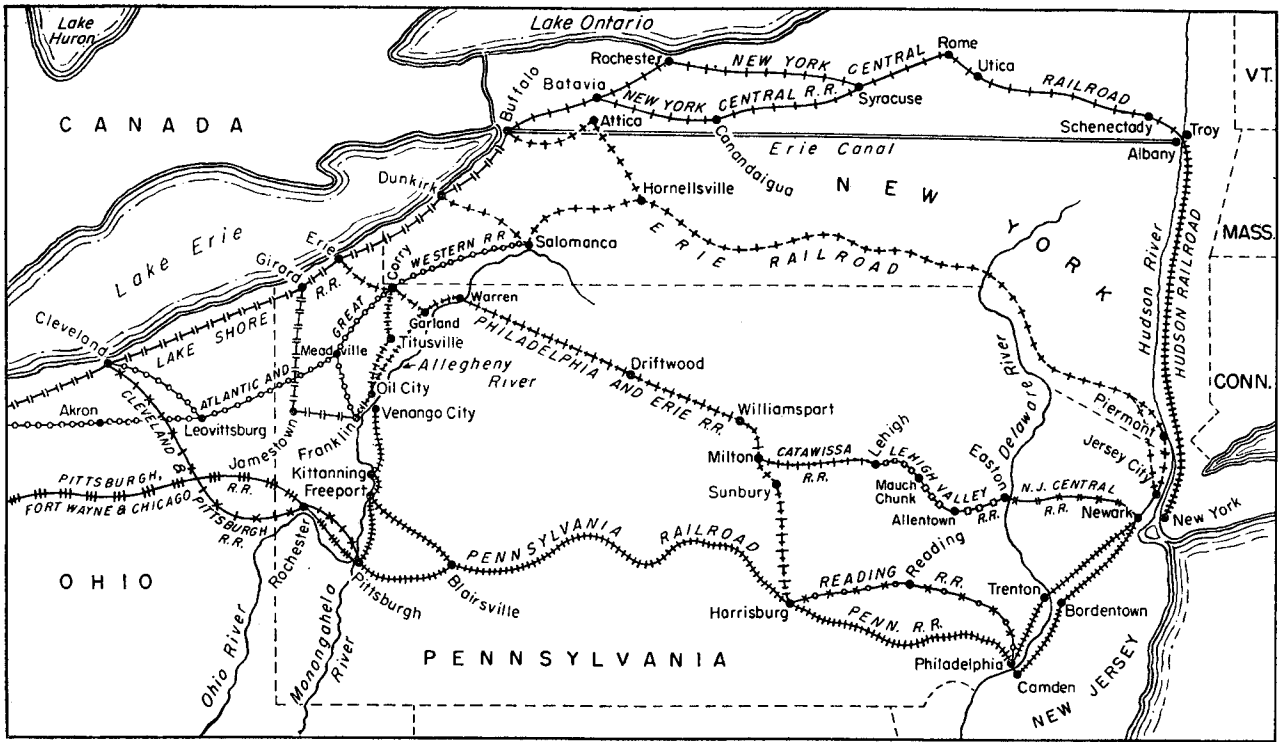 Lake Huron
Lake Ontario
Rome
Rochester
NEW YORK CENTRAL RAILROAD
Utica
VT.
Batavia
Buffalo
NEW YORK CENTRAL R.R.
Syracuse
CANADA
Attica
Schenectady
Troy
Canandaigua
Erie Canal
Albany
Dunkirk
Hornellsville
NEW YORK
Lake Erie
Erie
Salomanca
ERIE RAILROAD
Hudson River
HUDSON RAILROAD
MASS.
Girard
Corry
ATLANTIC AND GREAT WESTERN RR
Warren
Garland
Cleveland
LAKE SHORE R.R.
Titusville
Meadville
PHILADELPHIA AND ERIE R.R.
Driftwood
Allegheny River
Delaware River
CONN.
Oil City
Akron
Leavittsburg
CLEVELAND & PITTSBURGH R.R.
Jamestown
Franklin
Venango City
Williamspart
Piermont
Jersey City
Milton
CATAWISSA R.R.
Lehigh
LEHIGH VALLEY R.R.
Easton
PITTSBURGH, FORT WAYNE & CHICAGO R.R.
Kittanning
Freeport
Sunbury
Mauch Chunk
N.J. CENTRAL R.R.
Allentown
Newark
New York
PENNSYLVANIA RAILROAD
OHIO
Rochester
Pittsburgh
Blairsville
READING R.R.
Reading
Trenton
Harrisburg
Bordentown
PENN. R.R.
Ohio River
Monongahela River
PENNSYLVANIA
Philadelphia
Camden
NEW JERSEY